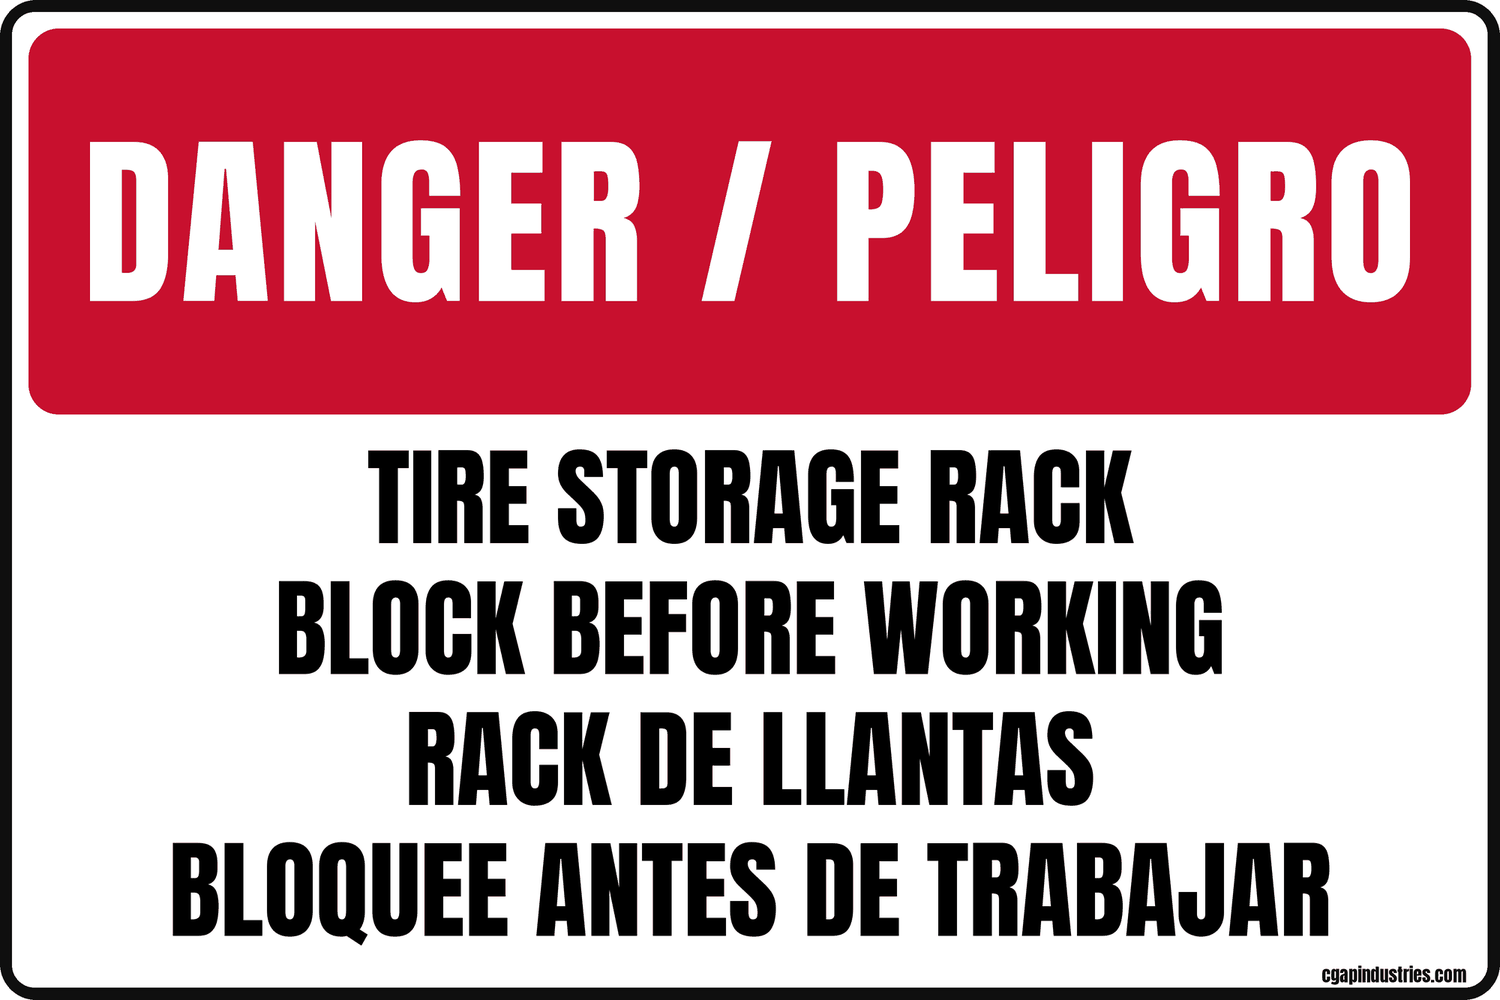 DANGER / PELIGRO
TIRE STORAGE RACK
BLOCK BEFORE WORKING
RACK DE LLANTAS
BLOQUEE ANTES DE TRABAJAR
cgapindustries.com